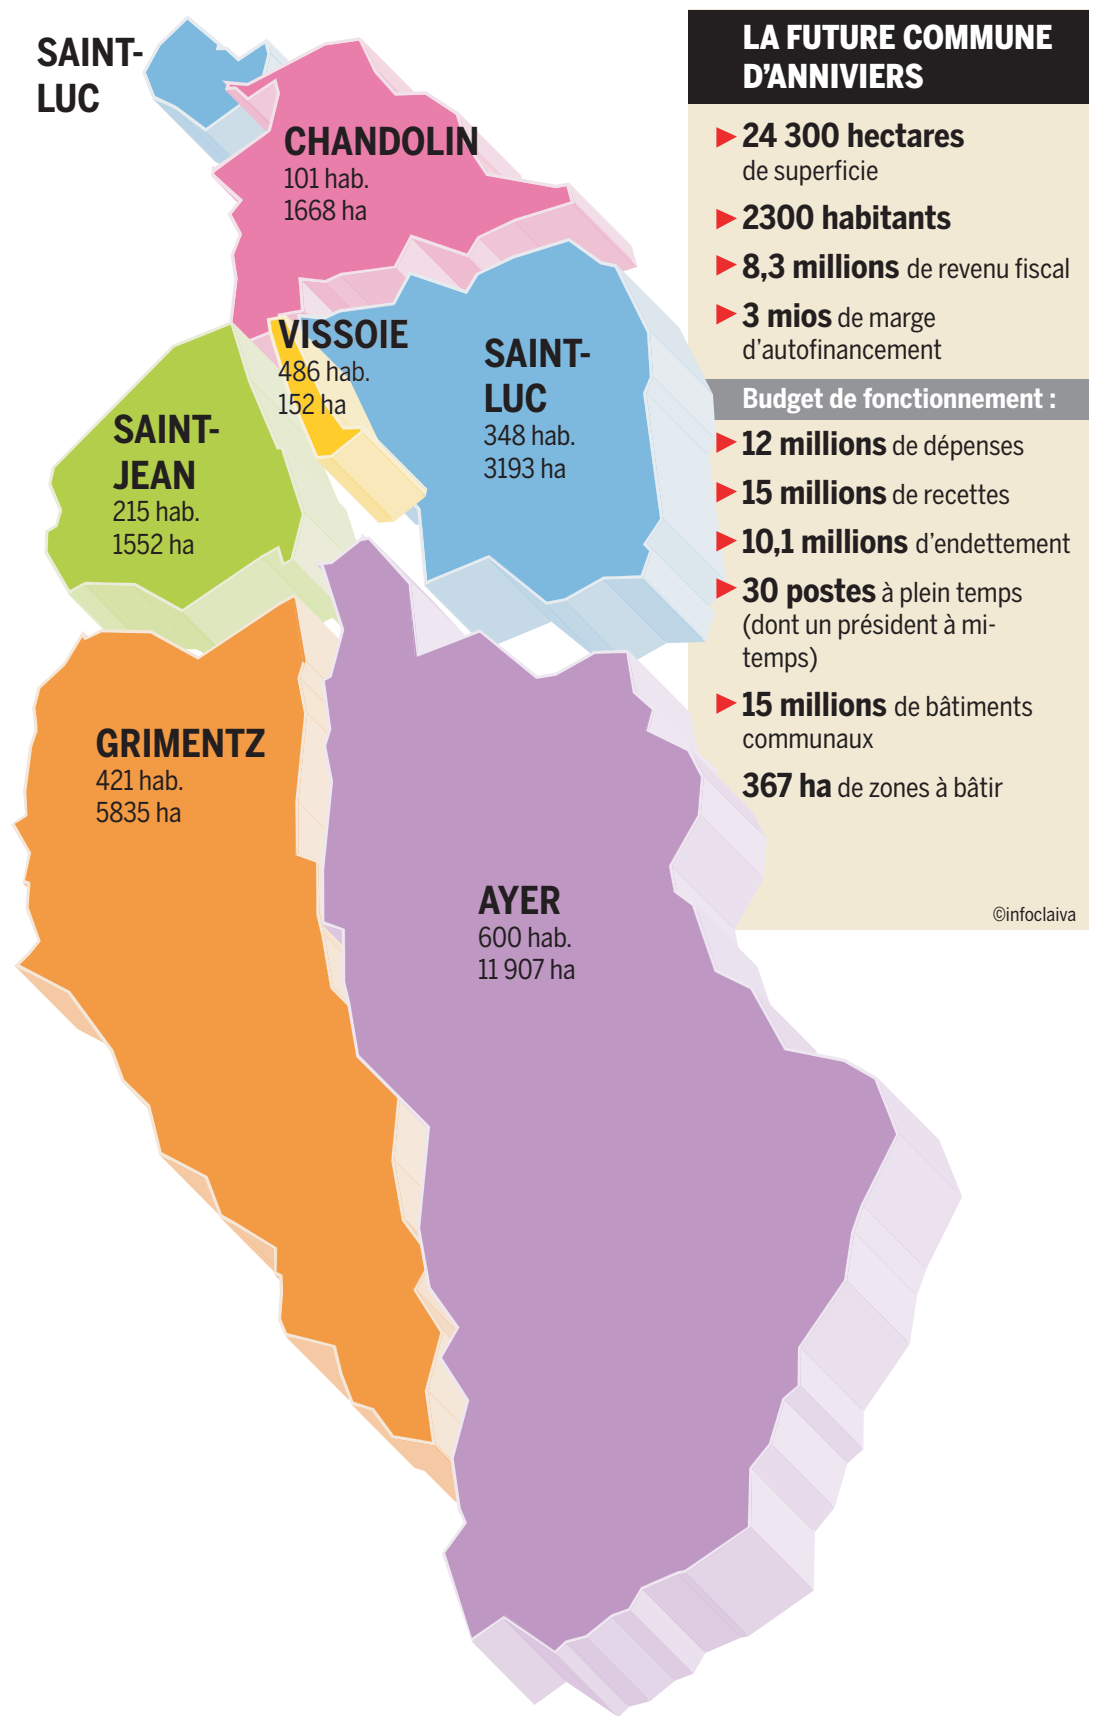 SAINT-
LUC
CHANDOLIN
101 hab.
1668 ha
VISSOIE
486 hab.
152 ha
SAINT-
LUC
348 hab.
3193 ha
SAINT-
JEAN
215 hab.
1552 ha
GRIMENTZ
421 hab.
5835 ha
AYER
600 hab.
11 907 ha
LA FUTURE COMMUNE
D'ANNIVIERS
24 300 hectares
de superficie
2300 habitants
8,3 millions de revenu fiscal
3 mios de marge
d'autofinancement
Budget de fonctionnement :
12 millions de dépenses
15 millions de recettes
10,1 millions d'endettement
30 postes à plein temps
(dont un président à mi-
temps)
15 millions de bâtiments
communaux
367 ha de zones à bâtir
©infoclaiva